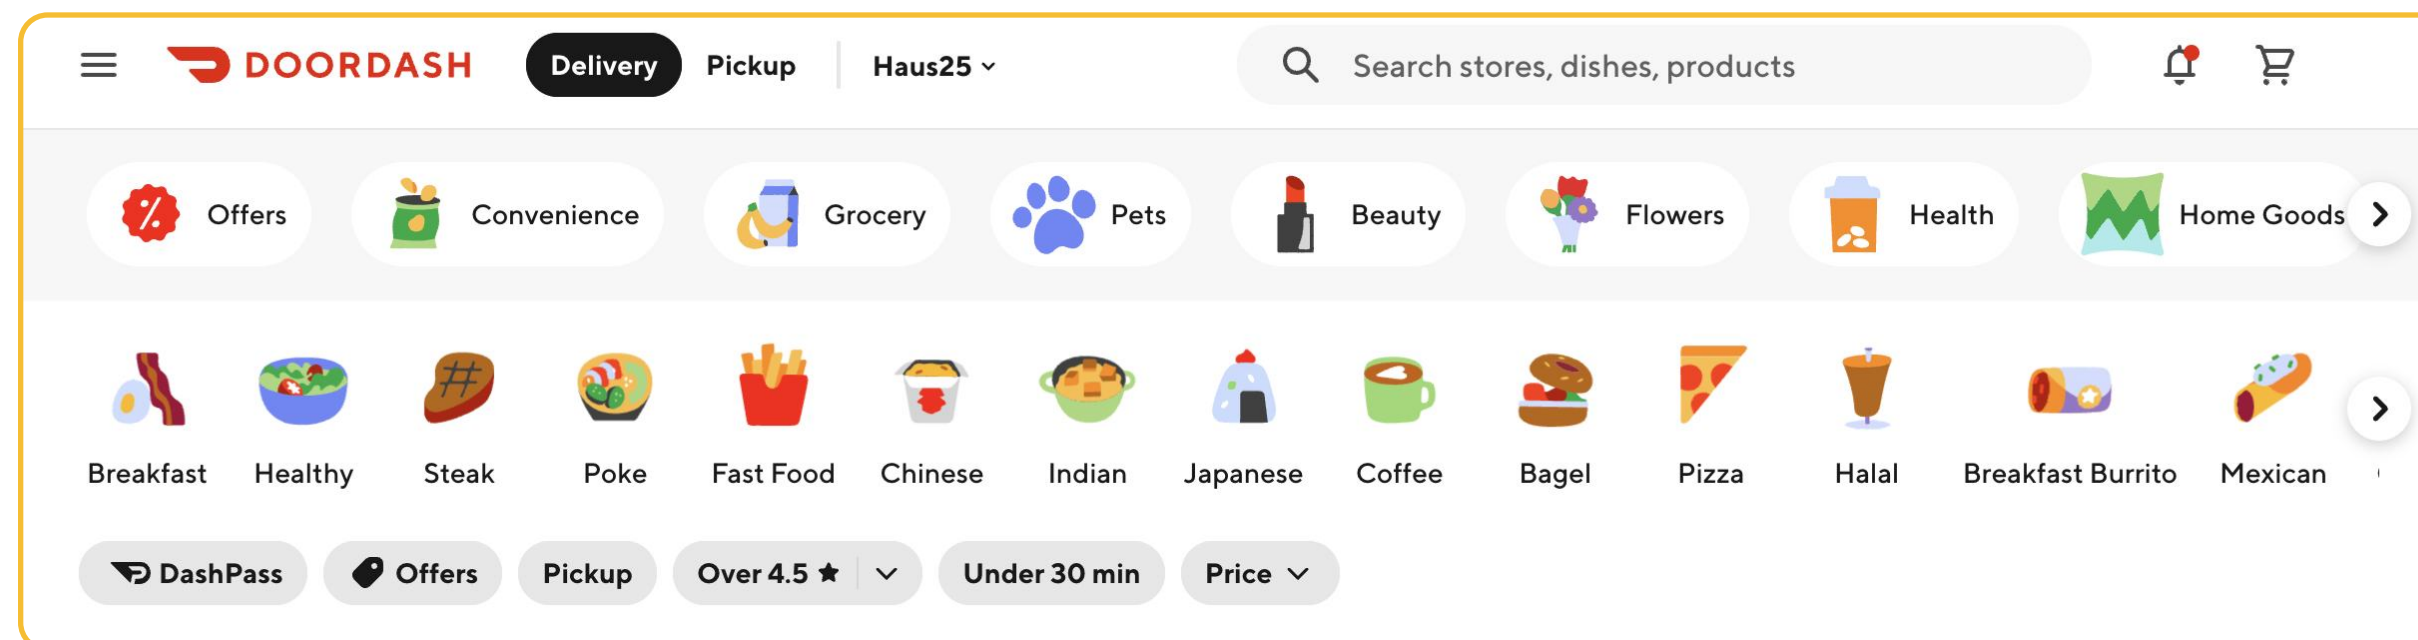 DOORDASH Delivery Pickup Haus25 Search stores, dishes, products
Offers Convenience Grocery Pets Beauty Flowers Health Home Goods
Breakfast Healthy Steak Poke Fast Food Chinese Indian Japanese Coffee Bagel Pizza Halal Breakfast Burrito Mexican
DashPass Offers Pickup Over 4.5 ★ Under 30 min Price